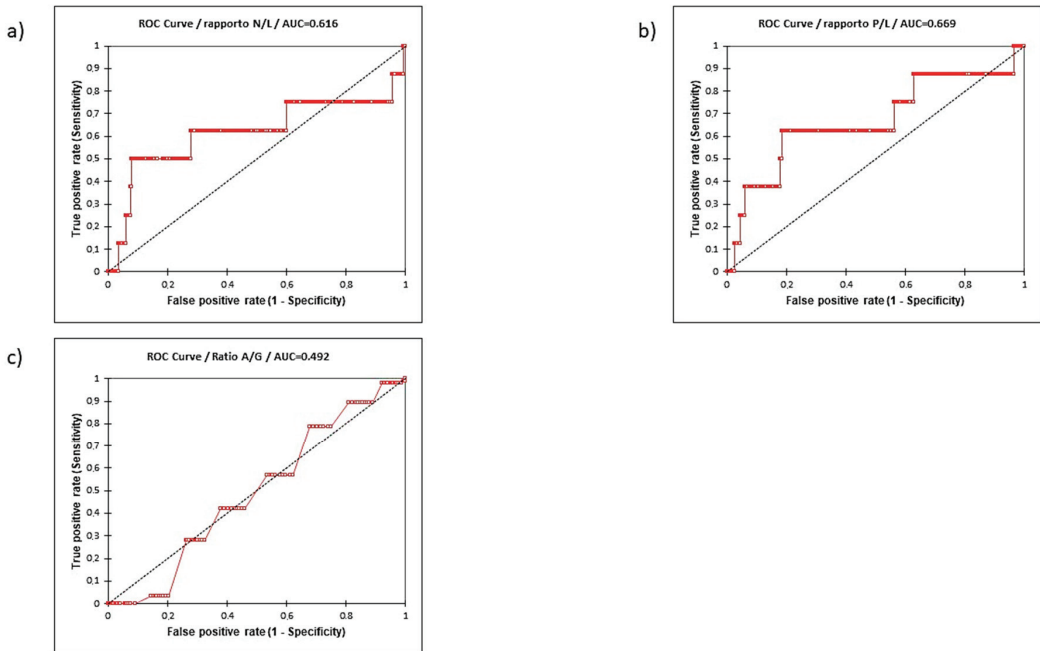 a)
ROC Curve / rapporto N/L / AUC=0.616
1
0,9
0,8
0,7
0,6
0,5
0,4
0,3
0,2
0,1
0
True positive rate (Sensitivity)
0 0,2 0,4 0,6 0,8 1
False positive rate (1 - Specificity)
b)
ROC Curve / rapporto P/L / AUC=0.669
1
0,9
0,8
0,7
0,6
0,5
0,4
0,3
0,2
0,1
0
True positive rate (Sensitivity)
0 0,2 0,4 0,6 0,8 1
False positive rate (1 - Specificity)
c)
ROC Curve / Ratio A/G / AUC=0.492
1
0,9
0,8
0,7
0,6
0,5
0,4
0,3
0,2
0,1
0
True positive rate (Sensitivity)
0 0,2 0,4 0,6 0,8 1
False positive rate (1 - Specificity)